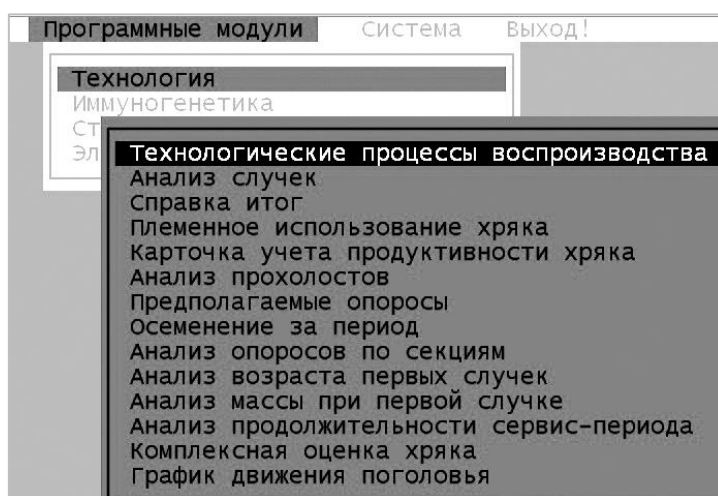 Программные модули Система Выход!
Технология
Иммуногенетика
Ст
Эл
Технологические процессы воспроизводства
Анализ случек
Справка итог
Племенное использование хряка
Карточка учета продуктивности хряка
Анализ прохолостов
Предполагаемые опоросы
Осеменение за период
Анализ опоросов по секциям
Анализ возраста первых случек
Анализ массы при первой случке
Анализ продолжительности сервис-периода
Комплексная оценка хряка
График движения поголовья